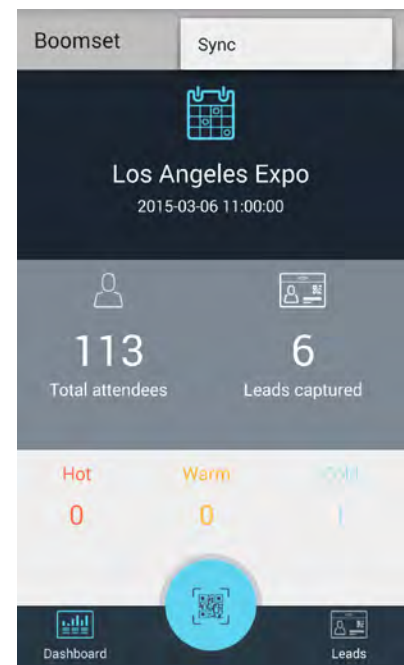 Boomset
Sync
Los Angeles Expo
2015-03-06 11:00:00
113
6
Total attendees
Leads captured
Hot
Warm
Cold
0
0
1
Dashboard
Leads